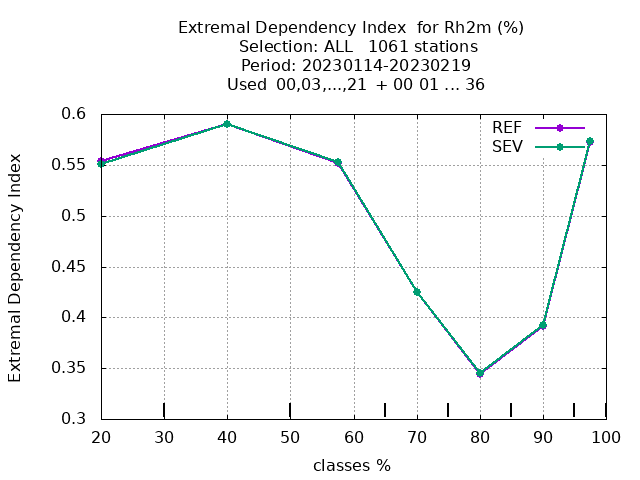 Extremal Dependency Index  for Rh2m (%)
Selection: ALL   1061 stations
Period: 20230114-20230219
Used  00,03,...,21  + 00 01 ... 36
REF
SEV
0.6
0.55
0.5
0.45
0.4
0.35
0.3
Extremal Dependency Index
20 30 40 50 60 70 80 90 100
classes %